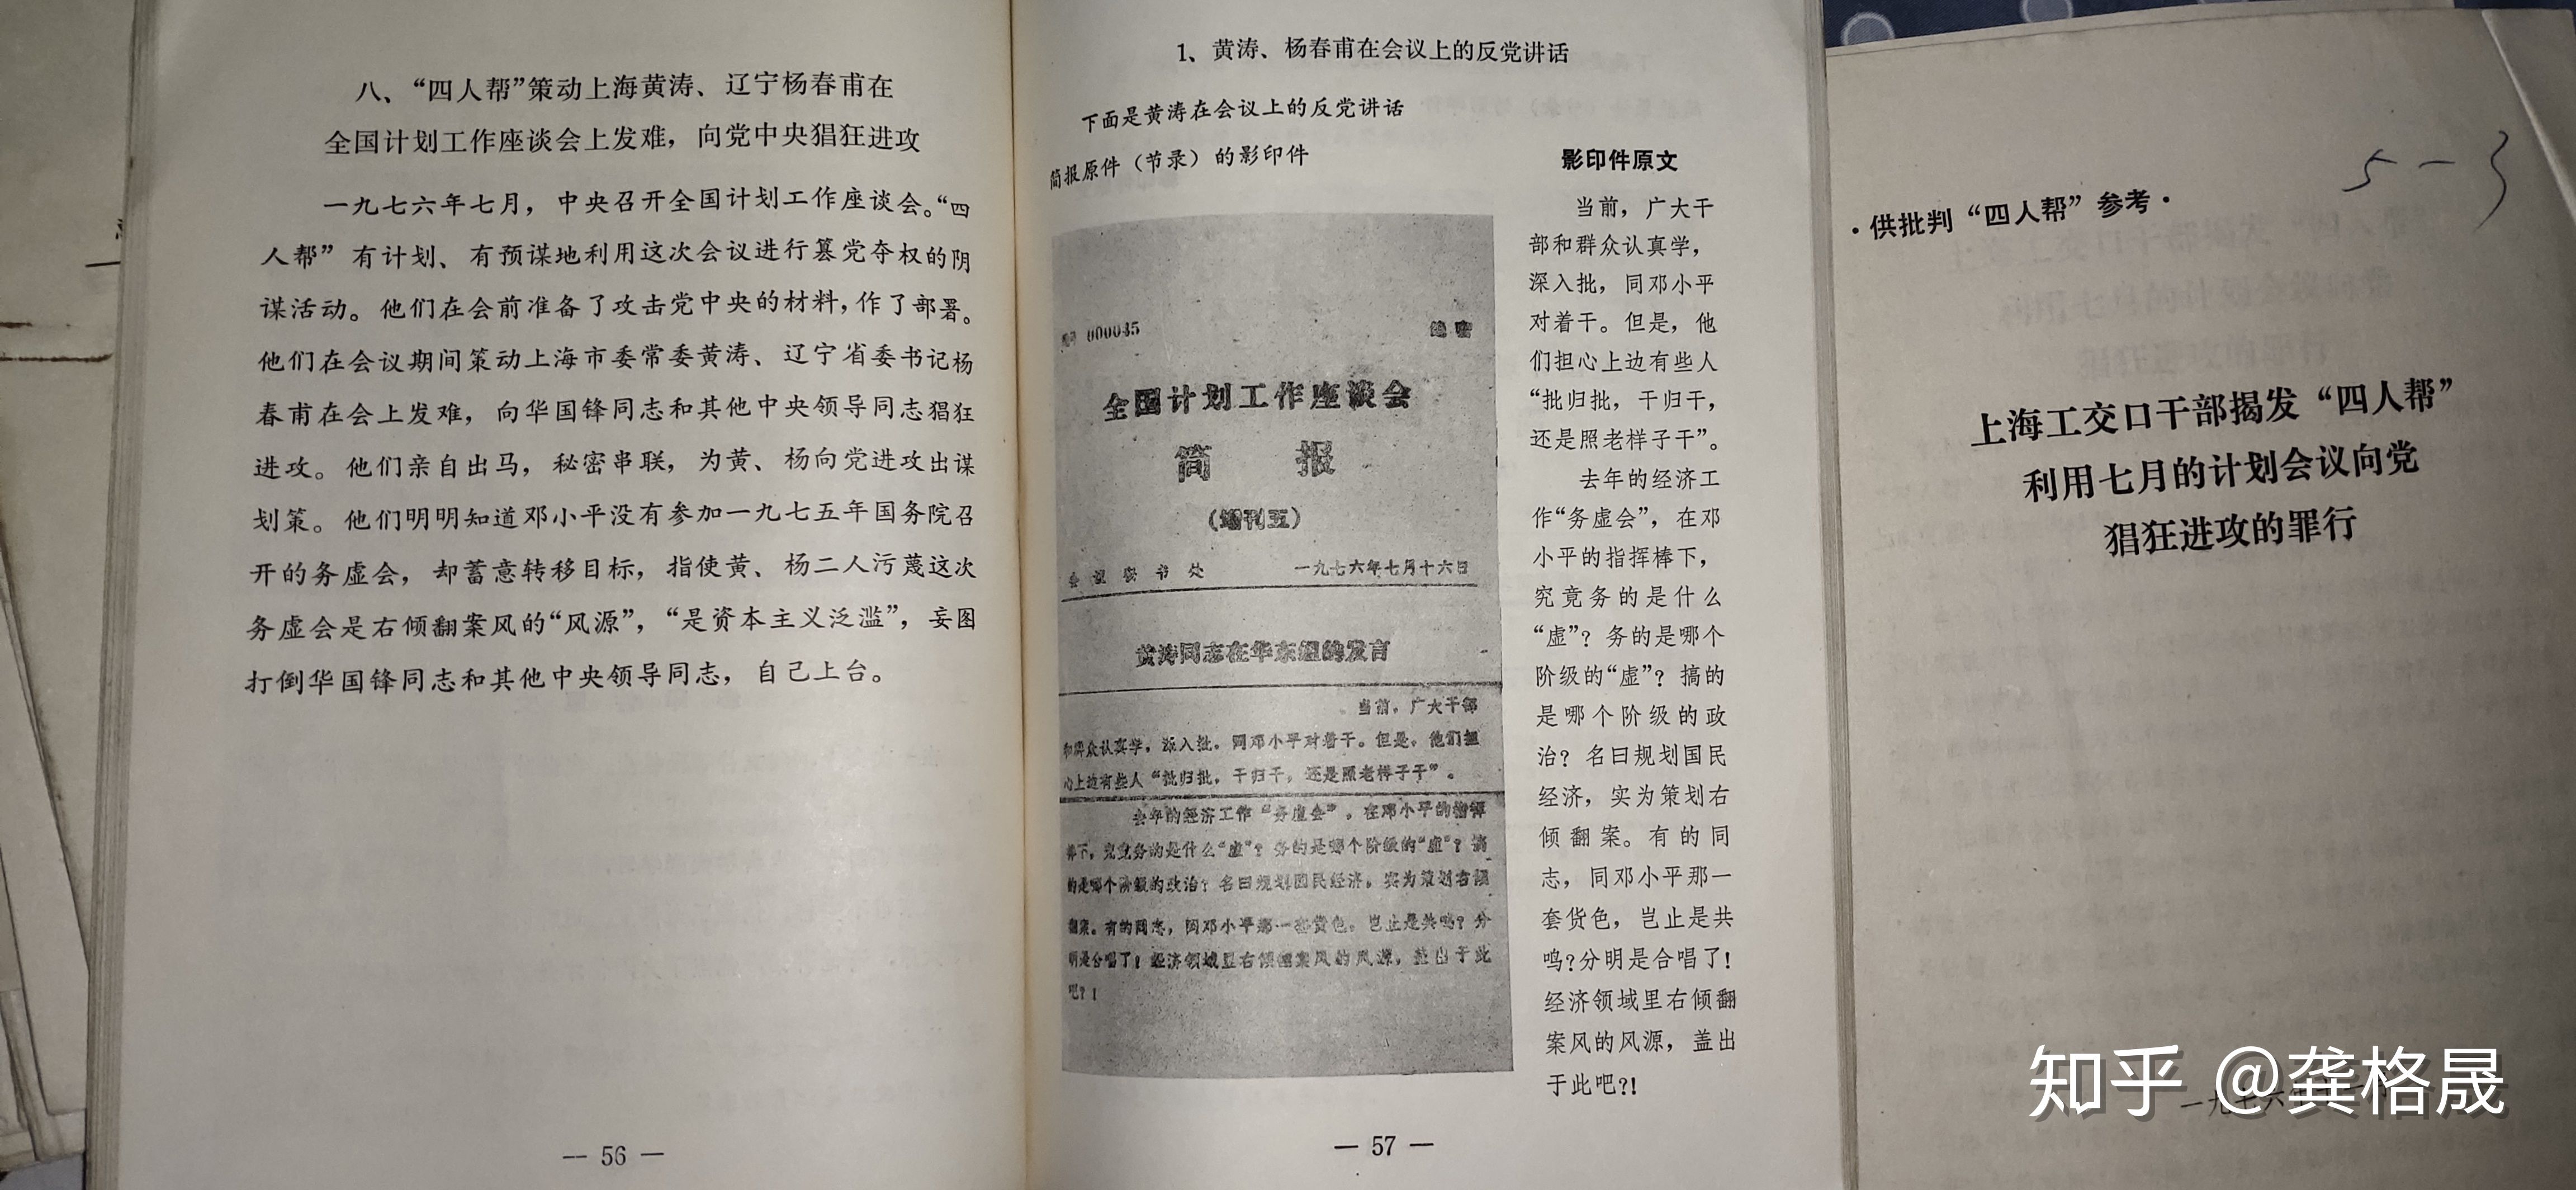 八、“四人帮”策动上海黄涛、辽宁杨春甫在
全国计划工作座谈会上发难，向党中央猖狂进攻
一九七六年七月，中央召开全国计划工作座谈会。“四
人帮”有计划、有预谋地利用这次会议进行篡党夺权的阴
谋活动。他们在会前准备了攻击党中央的材料，作了部署。
他们在会议期间策动上海市委常委黄涛、辽宁省委书记杨
春甫在会上发难，向华国锋同志和其他中央领导同志猖狂
进攻。他们亲自出马，秘密串联，为黄、杨向党进攻出谋
划策。他们明明知道邓小平没有参加一九七五年国务院召
开的务虚会，却蓄意转移目标，指使黄、杨二人污蔑这次
务虚会是右倾翻案风的“风源”，“是资本主义泛滥”，妄图
打倒华国锋同志和其他中央领导同志，自己上台。
— 56 —
1、黄涛、杨春甫在会议上的反党讲话
下面是黄涛在会议上的反党讲话
简报原件（节录）的影印件
000045
绝密
全国计划工作座谈会
简报
（增刊五）
会议秘书处 一九七六年七月十六日
黄涛同志在华东组的发言
当前，广大干部
和群众认真学，深入批，同邓小平对着干。但是，他们担
心上边有些人“批归批，干归干，还是照老样子干”。
去年的经济工作“务虚会”，在邓小平的指挥
棒下，究竟务的是什么“虚”？务的是哪个阶级的“虚”？搞
的是哪个阶级的政治？名曰规划国民经济，实为策划右倾
翻案。有的同志，同邓小平那一套货色，岂止是共鸣？分
明是合唱了！经济领域里右倾翻案风的风源，盖出于此
吧？！
影印件原文
当前，广大干
部和群众认真学，
深入批，同邓小平
对着干。但是，他
们担心上边有些人
“批归批，干归干，
还是照老样子干”。
去年的经济工
作“务虚会”，在邓
小平的指挥棒下，
究竟务的是什么
“虚”？务的是哪个
阶级的“虚”？搞的
是哪个阶级的政
治？名曰规划国民
经济，实为策划右
倾翻案。有的同
志，同邓小平那一
套货色，岂止是共
鸣？分明是合唱了！
经济领域里右倾翻
案风的风源，盖出
于此吧？！
— 57 —
5-3
·供批判“四人帮”参考·
上海工交口干部揭发“四人帮”
利用七月的计划会议向党
猖狂进攻的罪行
一九七六年
知乎 @龚格晟